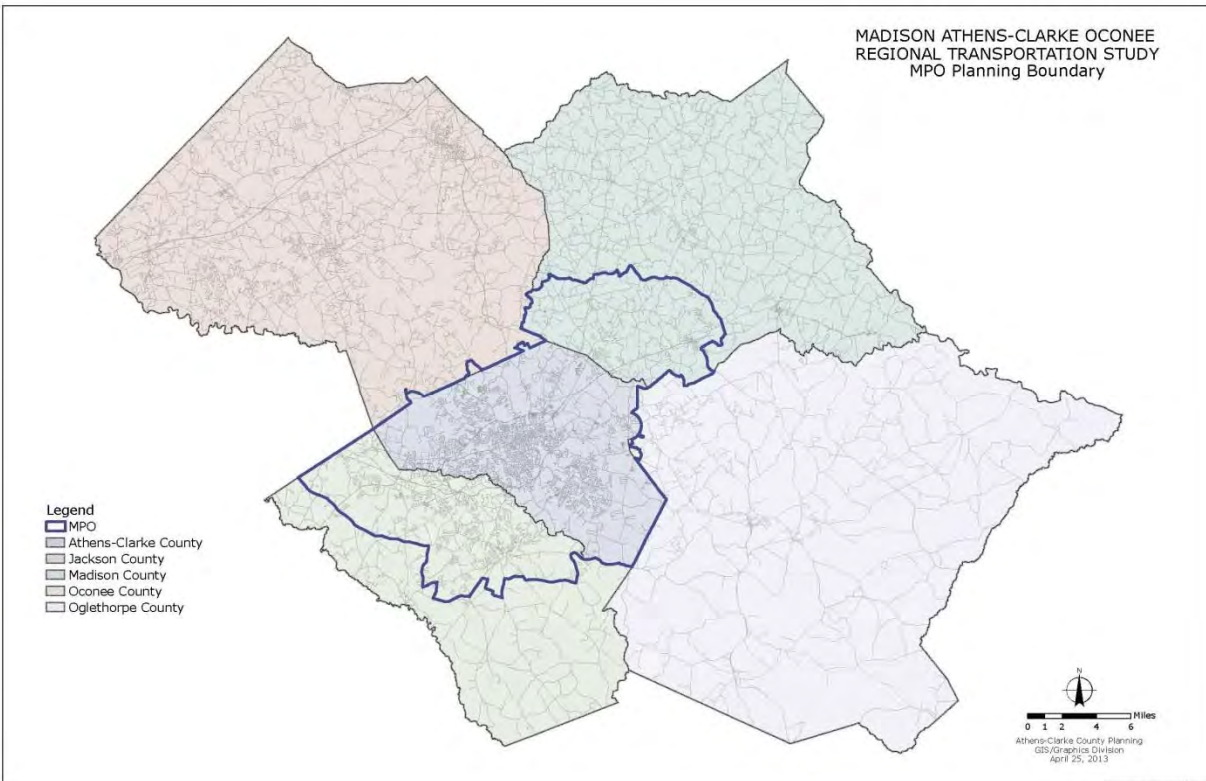 MADISON ATHENS-CLARKE OCONEE
REGIONAL TRANSPORTATION STUDY
MPO Planning Boundary
Legend
MPO
Athens-Clarke County
Jackson County
Madison County
Oconee County
Oglethorpe County
N
0 1 2 4 6 Miles
Athens-Clarke County Planning
GIS/Graphics Division
April 25, 2013